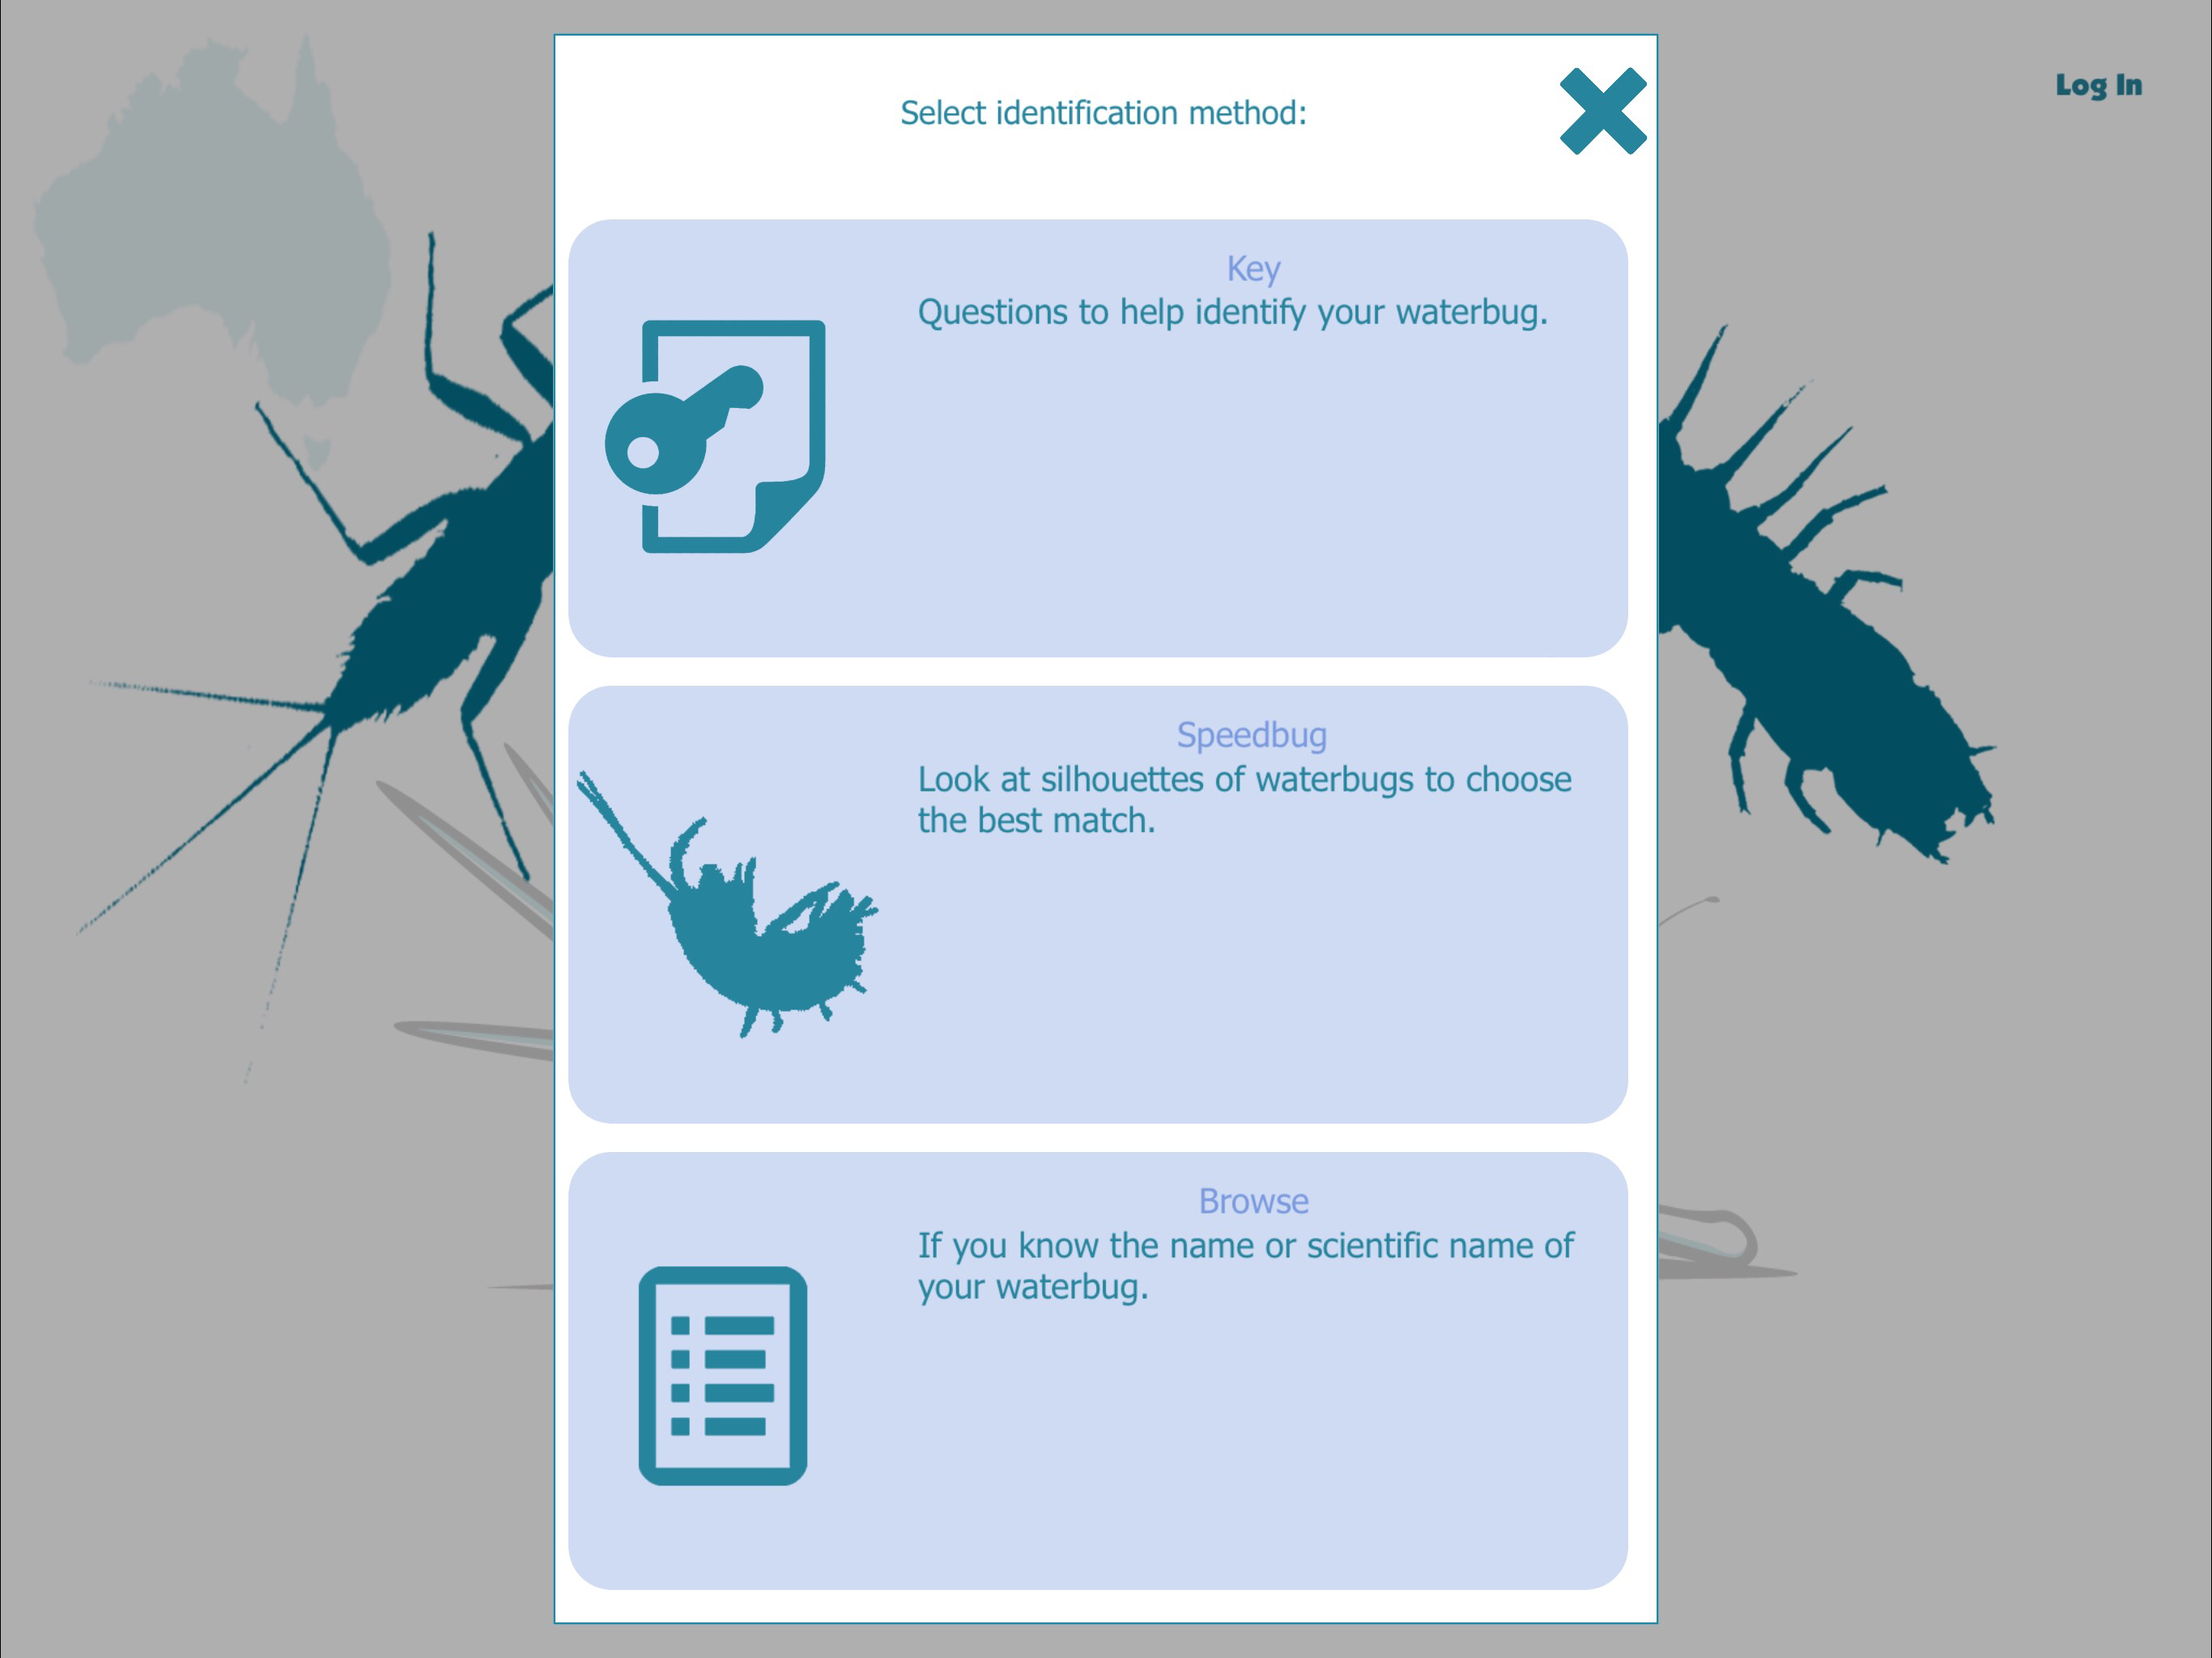 Log In
Select identification method:
Key
Questions to help identify your waterbug.
Speedbug
Look at silhouettes of waterbugs to choose
the best match.
Browse
If you know the name or scientific name of
your waterbug.